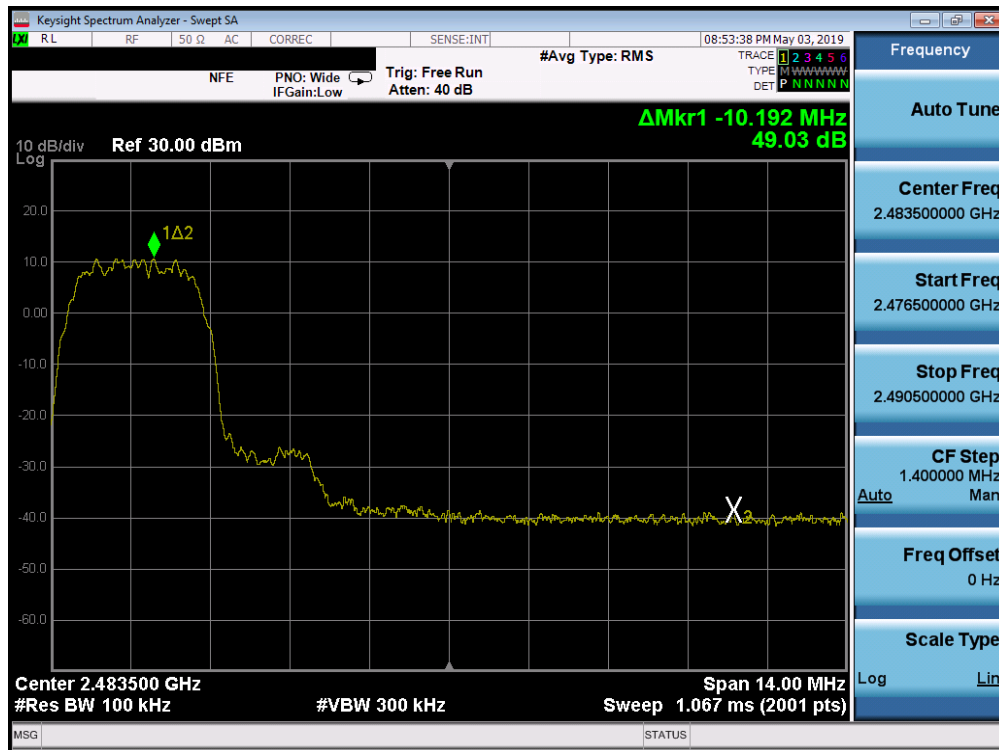 Keysight Spectrum Analyzer - Swept SA
LXI RL RF 50 Ω AC CORREC SENSE:INT 08:53:38 PM May 03, 2019
NFE PNO: Wide Trig: Free Run #Avg Type: RMS TRACE 1 2 3 4 5 6
IFGain:Low Atten: 40 dB TYPE M WWWWW
DET P N N N N N
ΔMkr1 -10.192 MHz
49.03 dB
10 dB/div Ref 30.00 dBm
Log
20.0
1Δ2
10.0
0.00
-10.0
-20.0
-30.0
-40.0
X2
-50.0
-60.0
Center 2.483500 GHz Span 14.00 MHz
#Res BW 100 kHz #VBW 300 kHz Sweep 1.067 ms (2001 pts)
MSG STATUS
Frequency
Auto Tune
Center Freq
2.483500000 GHz
Start Freq
2.476500000 GHz
Stop Freq
2.490500000 GHz
CF Step
1.400000 MHz
Auto Man
Freq Offset
0 Hz
Scale Type
Log Lin